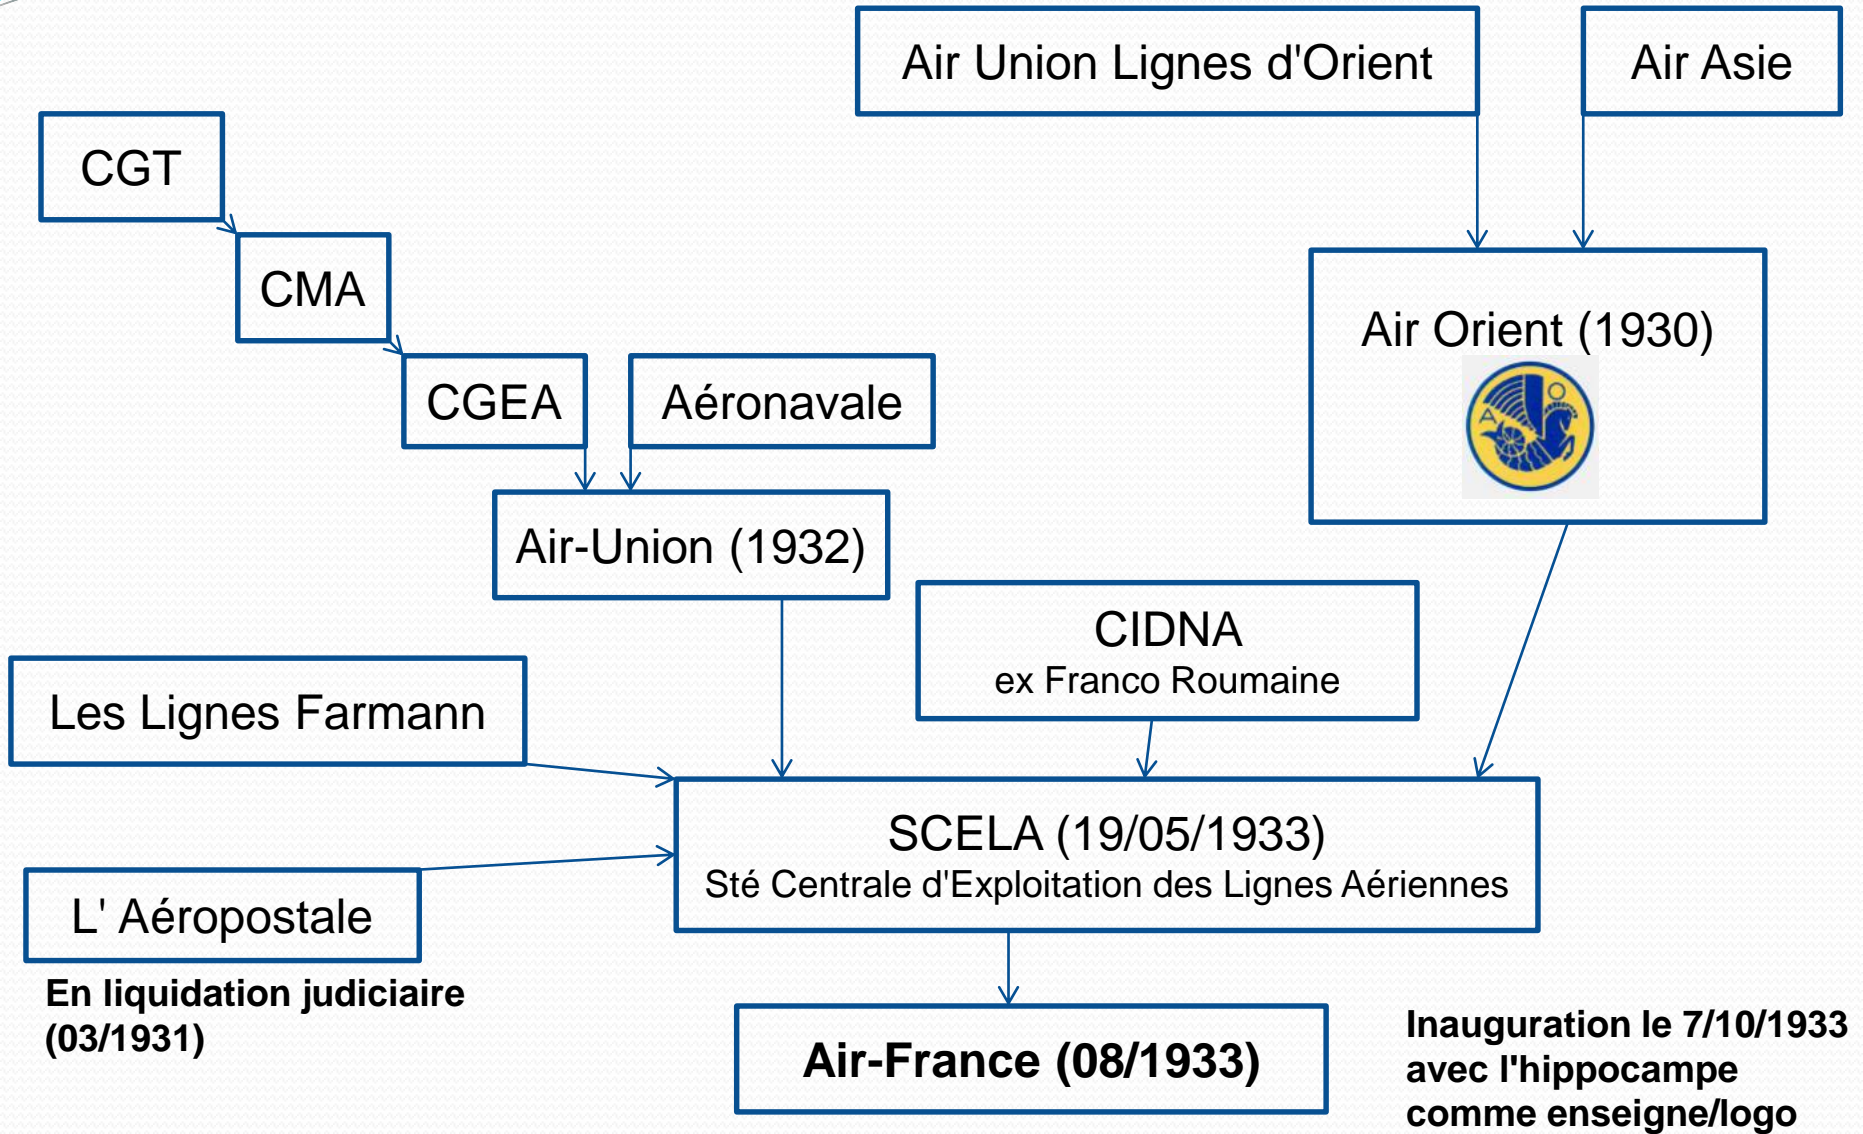 Air Union Lignes d'Orient
Air Asie
CGT
CMA
CGEA
Aéronavale
Air Orient (1930)
A O
Air-Union (1932)
CIDNA
ex Franco Roumaine
Les Lignes Farmann
SCELA (19/05/1933)
Sté Centrale d'Exploitation des Lignes Aériennes
L' Aéropostale
En liquidation judiciaire
(03/1931)
Air-France (08/1933)
Inauguration le 7/10/1933
avec l'hippocampe
comme enseigne/logo